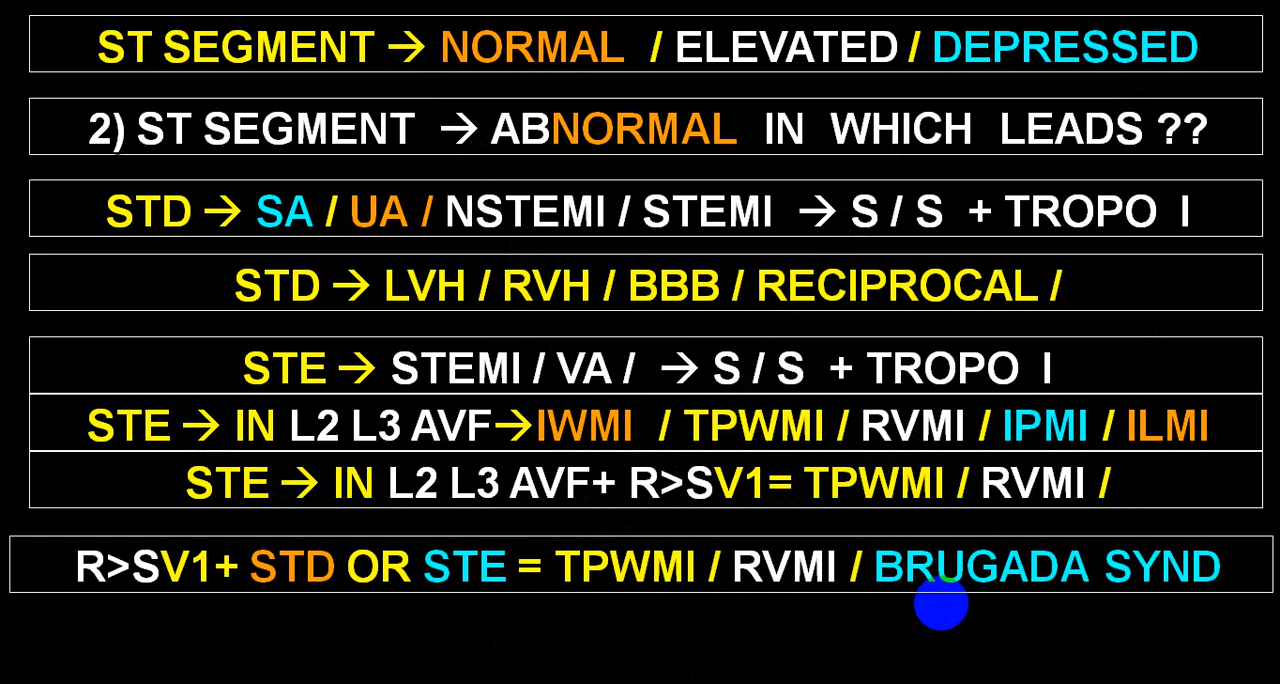 ST SEGMENT → NORMAL / ELEVATED / DEPRESSED
2) ST SEGMENT → ABNORMAL IN WHICH LEADS ??
STD → SA / UA / NSTEMI / STEMI → S / S + TROPO I
STD → LVH / RVH / BBB / RECIPROCAL /
STE → STEMI / VA / → S / S + TROPO I
STE → IN L2 L3 AVF→IWMI / TPWMI / RVMI / IPMI / ILMI
STE → IN L2 L3 AVF+ R>SV1= TPWMI / RVMI /
R>SV1+ STD OR STE = TPWMI / RVMI / BRUGADA SYND